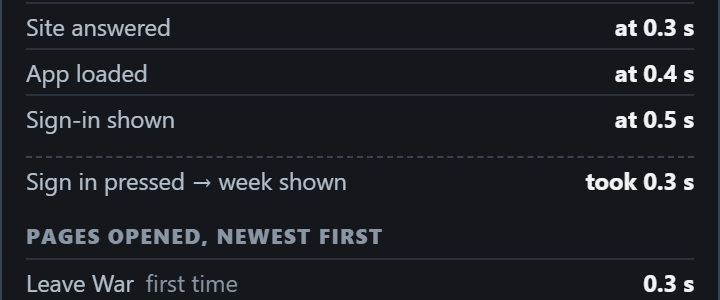 Site answered at 0.3 s
App loaded at 0.4 s
Sign-in shown at 0.5 s
Sign in pressed → week shown took 0.3 s
PAGES OPENED, NEWEST FIRST
Leave War first time 0.3 s